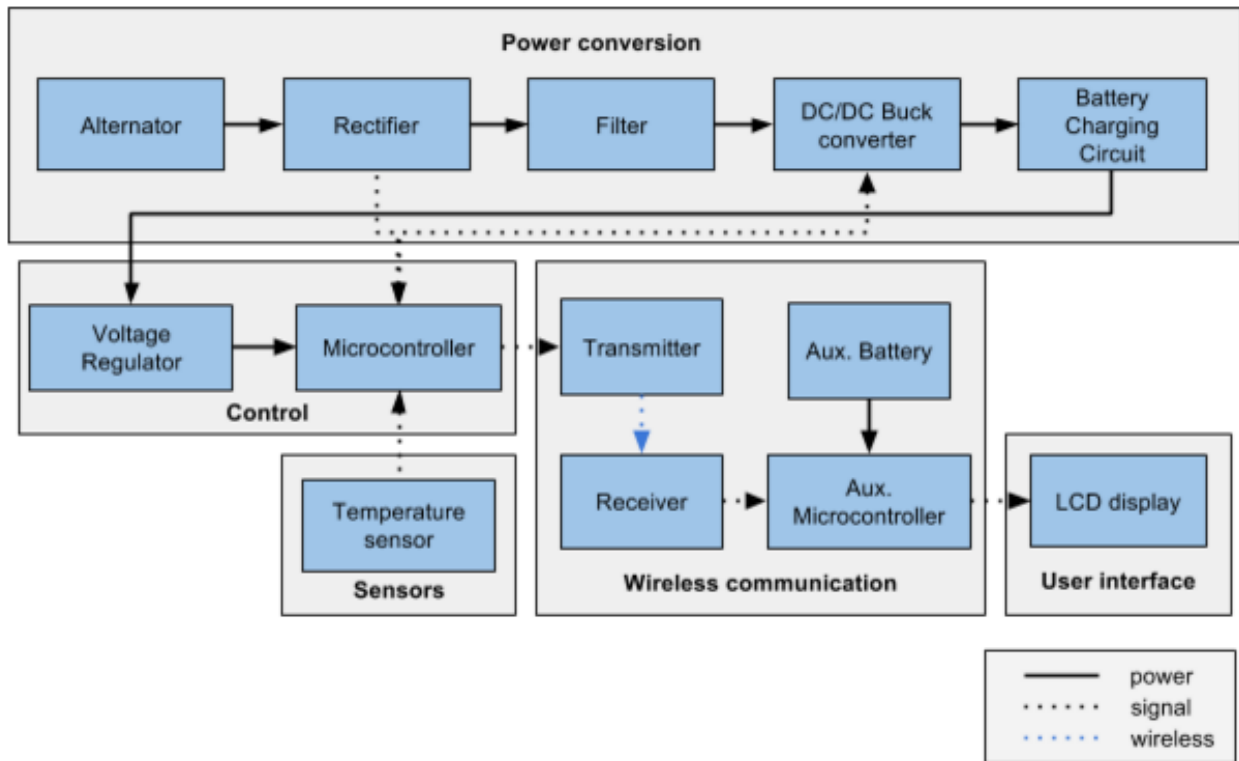 Power conversion
Alternator
Rectifier
Filter
DC/DC Buck
converter
Battery
Charging
Circuit
Voltage
Regulator
Microcontroller
Control
Transmitter
Aux. Battery
Temperature
sensor
Sensors
Receiver
Aux.
Microcontroller
Wireless communication
LCD display
User interface
power
signal
wireless